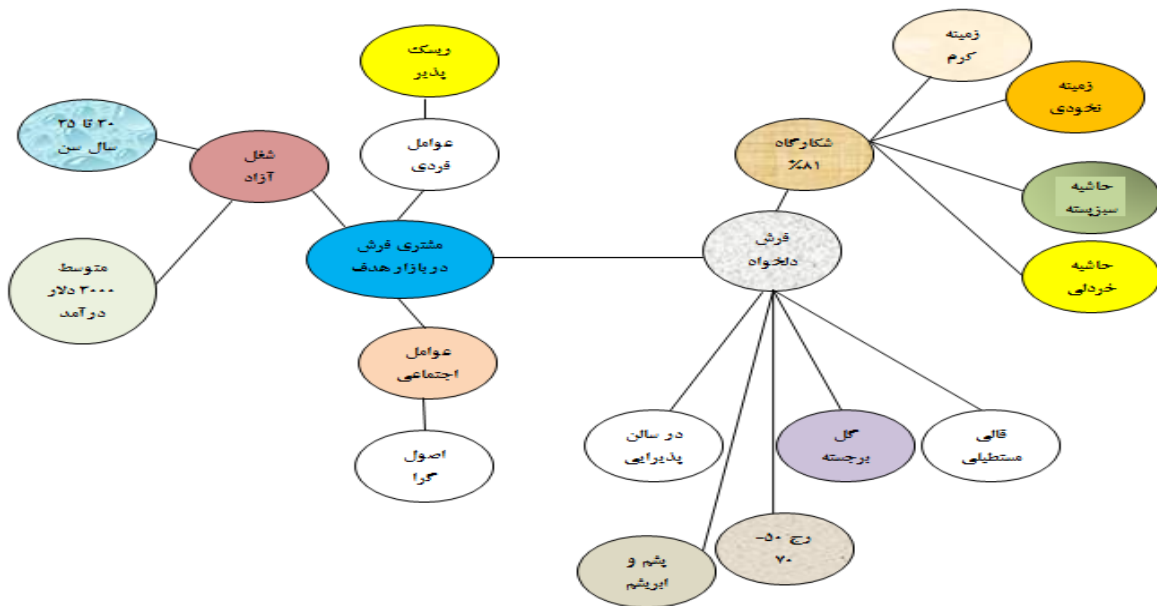 ریسک
پذیر
زمینه
کرم
زمینه
نخودی
۳۰ تا ۳۵
سال سن
شغل
آزاد
عوامل
فردی
شکارگاه
۸۱%
حاشیه
سبزپسته
مشتری فرش
در بازار هدف
فرش
دلخواه
متوسط
۳۰۰۰ دلار
درآمد
حاشیه
خردلی
عوامل
اجتماعی
اصول
گرا
در سالن
پذیرایی
گل
برجسته
قالی
مستطیلی
پشم و
ابریشم
رج ۵۰-
۷۰